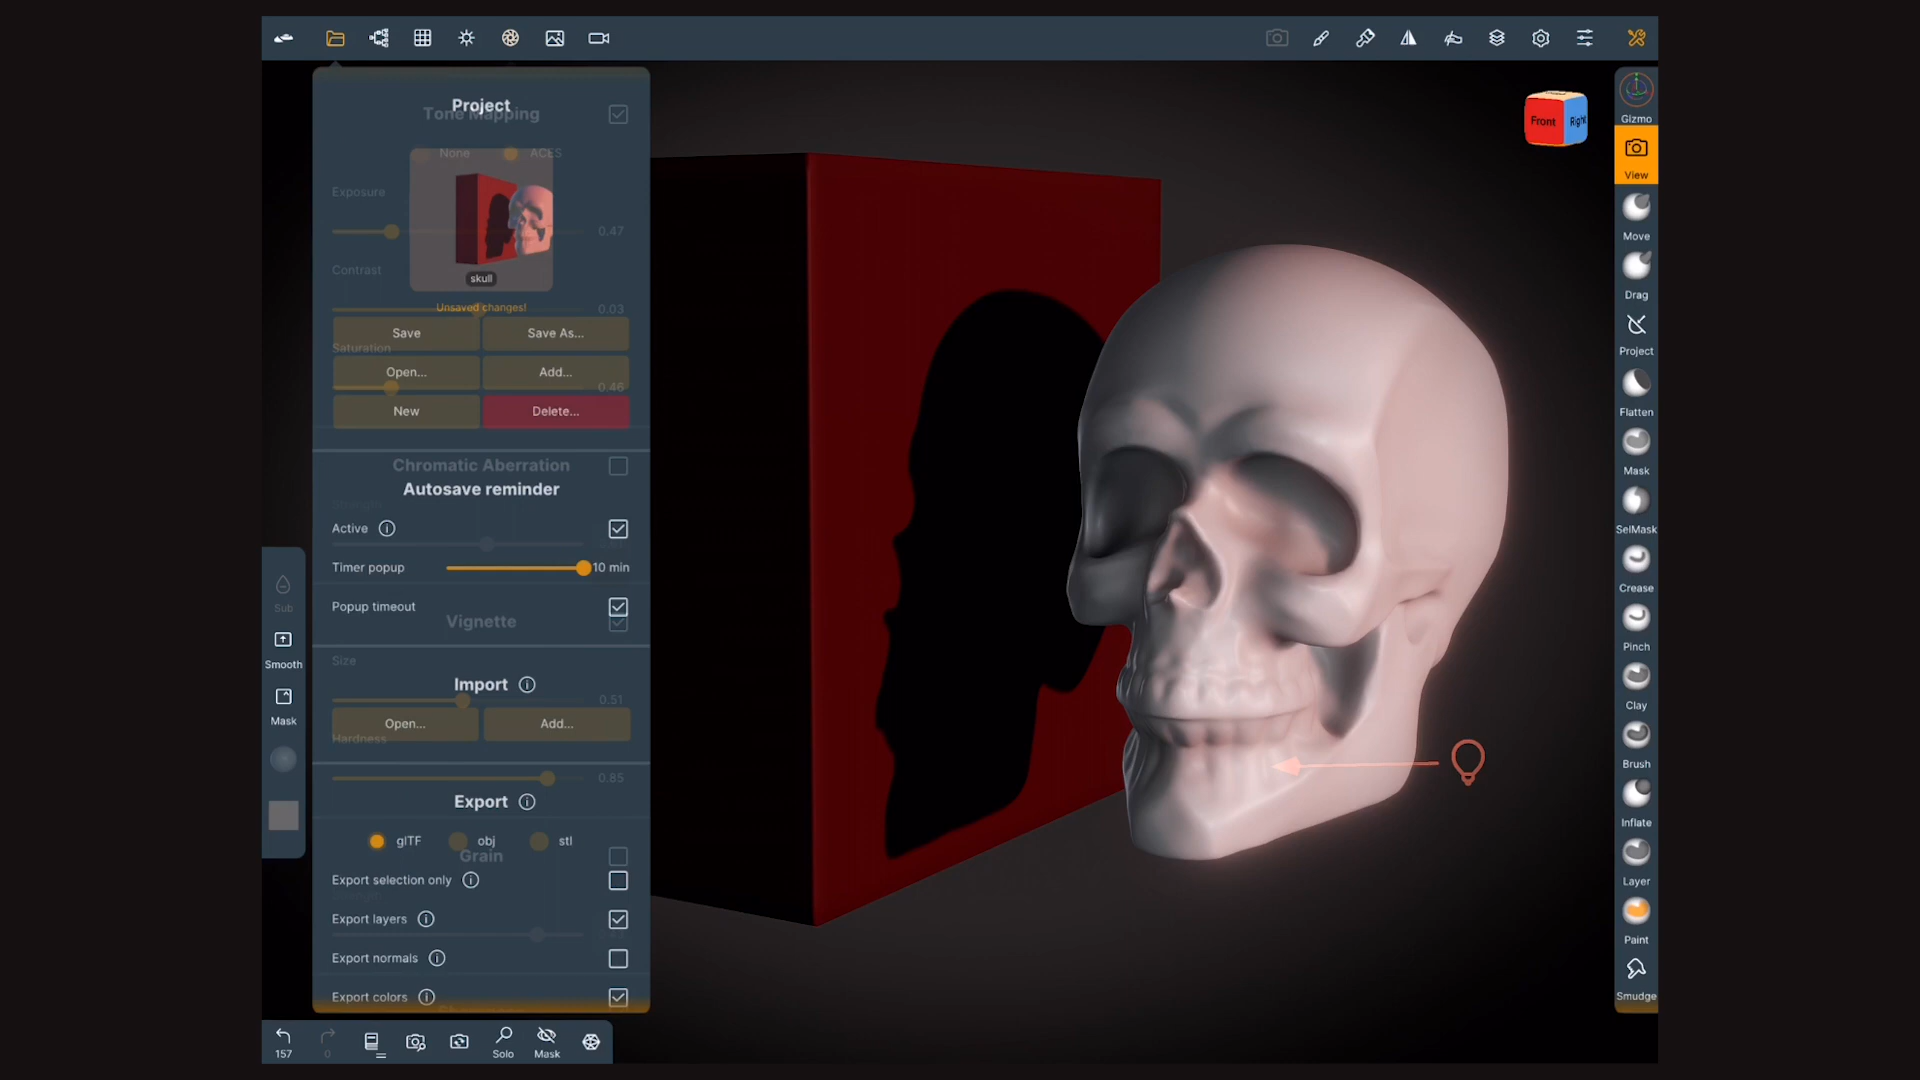 Project
Tone Mapping
None
ACES
Exposure
0.47
Contrast
skull
Unsaved changes!
0.03
Save
Save As...
Saturation
Open...
Add...
0.46
New
Delete...
Chromatic Aberration
Autosave reminder
Strength
Active
Timer popup
10 min
Popup timeout
Vignette
Size
Import
0.51
Open...
Add...
Hardness
0.85
Export
glTF
obj
stl
Grain
Export selection only
Export layers
Export normals
Export colors
Sub
Smooth
Mask
157
0
Solo
Mask
Front
Right
Gizmo
View
Move
Drag
Project
Flatten
Mask
SelMask
Crease
Pinch
Clay
Brush
Inflate
Layer
Paint
Smudge